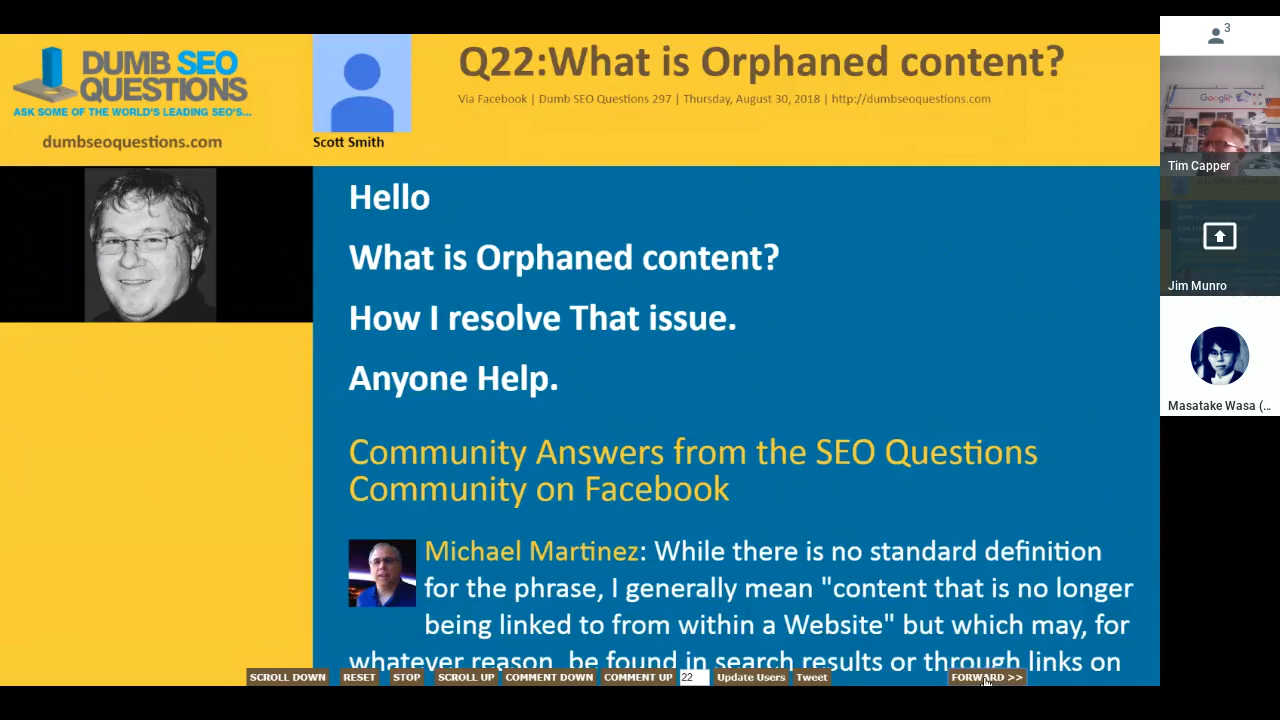 DUMB SEO
QUESTIONS
ASK SOME OF THE WORLD'S LEADING SEO'S...
dumbseoquestions.com
Scott Smith
Q22:What is Orphaned content?
Via Facebook | Dumb SEO Questions 297 | Thursday, August 30, 2018 | http://dumbseoquestions.com
Hello
What is Orphaned content?
How I resolve That issue.
Anyone Help.
Community Answers from the SEO Questions
Community on Facebook
Michael Martinez: While there is no standard definition
for the phrase, I generally mean "content that is no longer
being linked to from within a Website" but which may, for
whatever reason, be found in search results or through links on
SCROLL DOWN RESET STOP SCROLL UP COMMENT DOWN COMMENT UP 22 Update Users Tweet FORWARD >>
3
Google
Tim Capper
Jim Munro
Masatake Wasa (...